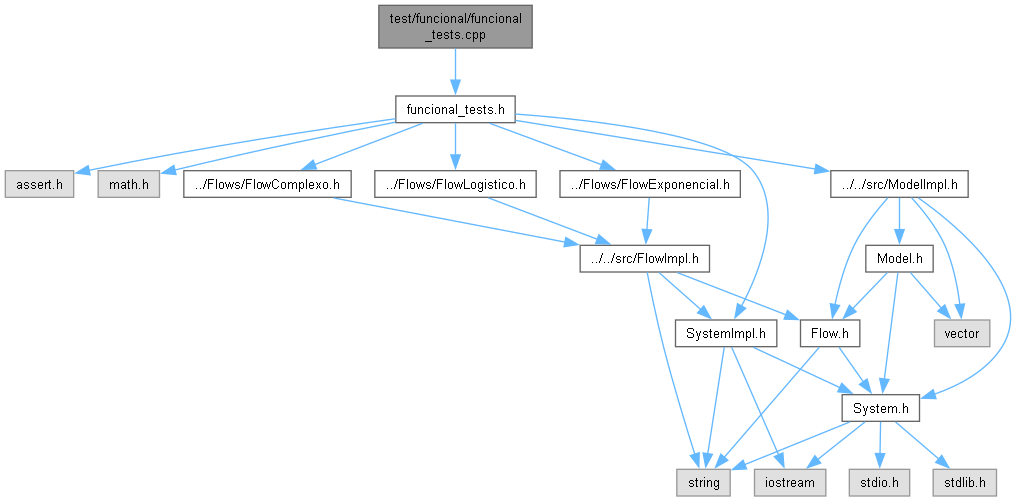 test/funcional/funcional
_tests.cpp
funcional_tests.h
assert.h
math.h
../Flows/FlowComplexo.h
../Flows/FlowLogistico.h
../Flows/FlowExponencial.h
../../src/ModelImpl.h
../../src/FlowImpl.h
Model.h
SystemImpl.h
Flow.h
vector
System.h
string
iostream
stdio.h
stdlib.h